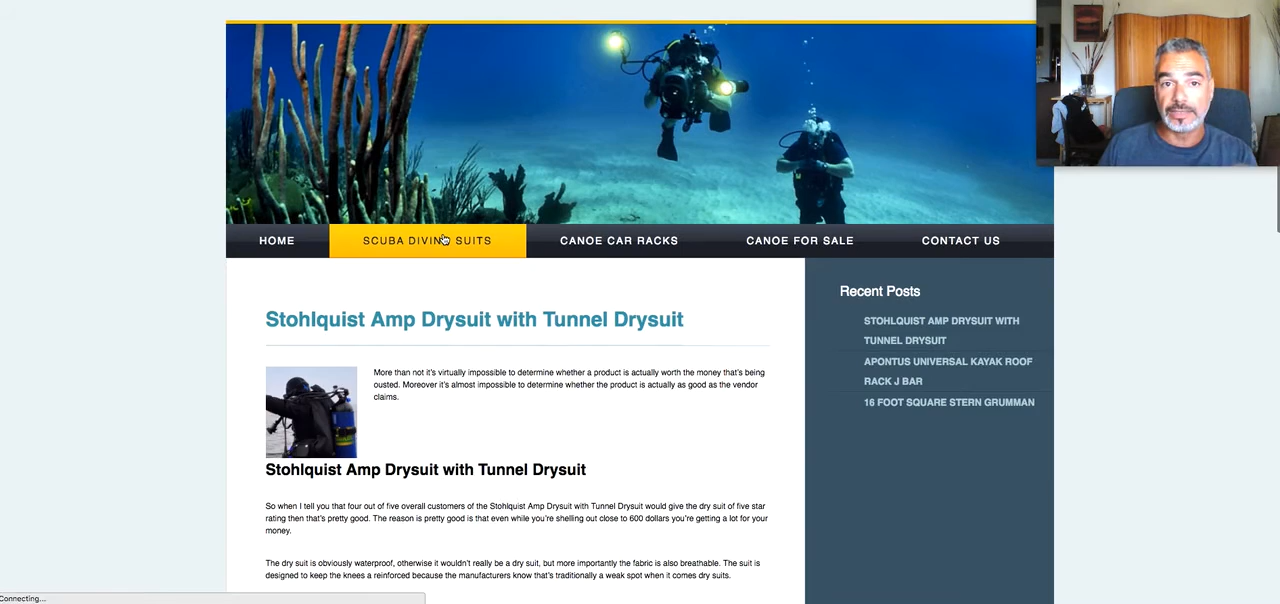 HOME
SCUBA DIVING SUITS
CANOE CAR RACKS
CANOE FOR SALE
CONTACT US
Stohlquist Amp Drysuit with Tunnel Drysuit
More than not it's virtually impossible to determine whether a product is actually worth the money that's being
ousted. Moreover it's almost impossible to determine whether the product is actually as good as the vendor
claims.
Stohlquist Amp Drysuit with Tunnel Drysuit
So when I tell you that four out of five overall customers of the Stohlquist Amp Drysuit with Tunnel Drysuit would give the dry suit of five star
rating then that's pretty good. The reason is pretty good is that even while you're shelling out close to 600 dollars you're getting a lot for your
money.
The dry suit is obviously waterproof, otherwise it wouldn't really be a dry suit, but more importantly the fabric is also breathable. The suit is
designed to keep the knees a reinforced because the manufacturers know that's traditionally a weak spot when it comes dry suits.
Recent Posts
STOHLQUIST AMP DRYSUIT WITH
TUNNEL DRYSUIT
APONTUS UNIVERSAL KAYAK ROOF
RACK J BAR
16 FOOT SQUARE STERN GRUMMAN
Connecting...